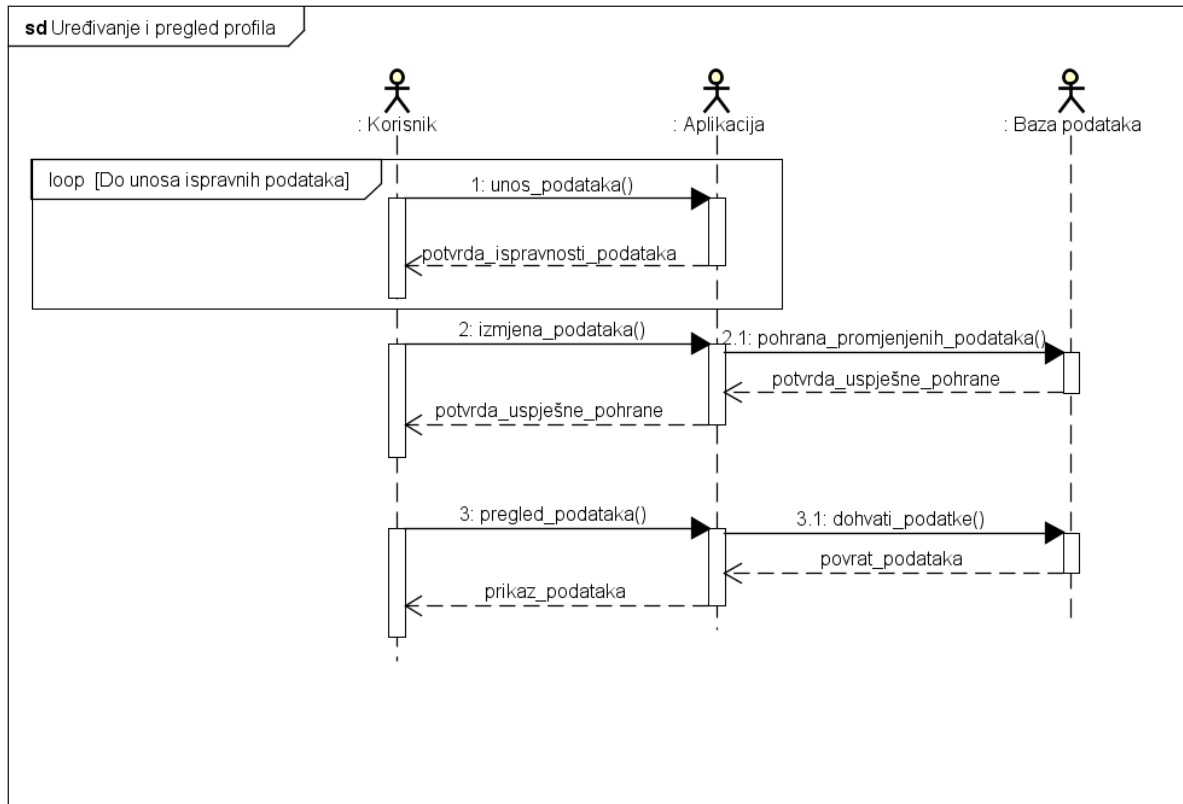 sd Uređivanje i pregled profila
: Korisnik
: Aplikacija
: Baza podataka
loop [Do unosa ispravnih podataka]
1: unos_podataka()
potvrda_ispravnosti_podataka
2: izmjena_podataka()
2.1: pohrana_promjenjenih_podataka()
potvrda_uspješne_pohrane
potvrda_uspješne_pohrane
3: pregled_podataka()
3.1: dohvati_podatke()
povrat_podataka
prikaz_podataka